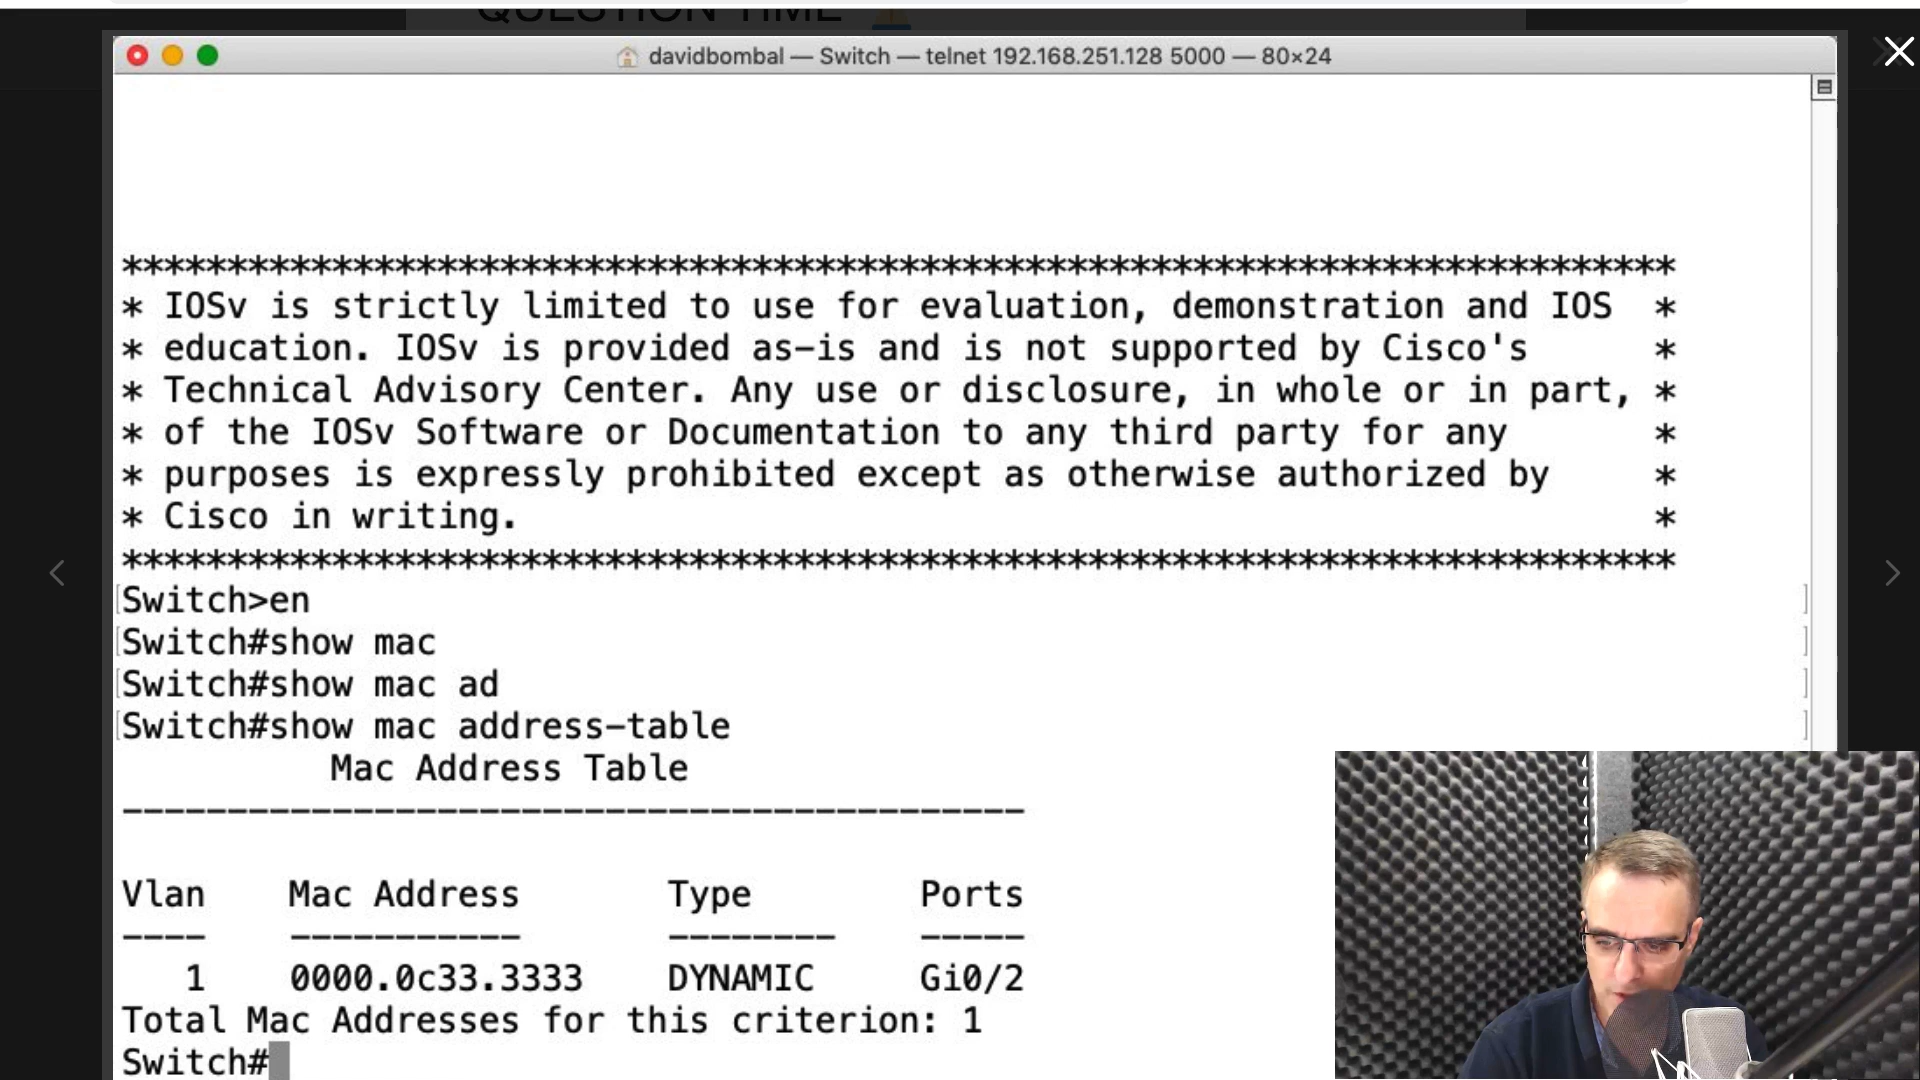 QUESTION TIME
davidbombal — Switch — telnet 192.168.251.128 5000 — 80×24
********************************************************************************
* IOSv is strictly limited to use for evaluation, demonstration and IOS *
* education. IOSv is provided as-is and is not supported by Cisco's *
* Technical Advisory Center. Any use or disclosure, in whole or in part, *
* of the IOSv Software or Documentation to any third party for any *
* purposes is expressly prohibited except as otherwise authorized by *
* Cisco in writing. *
********************************************************************************
[Switch>en ]
[Switch#show mac ]
[Switch#show mac ad ]
[Switch#show mac address-table ]
Mac Address Table
-------------------------------------------
Vlan Mac Address Type Ports
---- ----------- -------- -----
1 0000.0c33.3333 DYNAMIC Gi0/2
Total Mac Addresses for this criterion: 1
Switch#